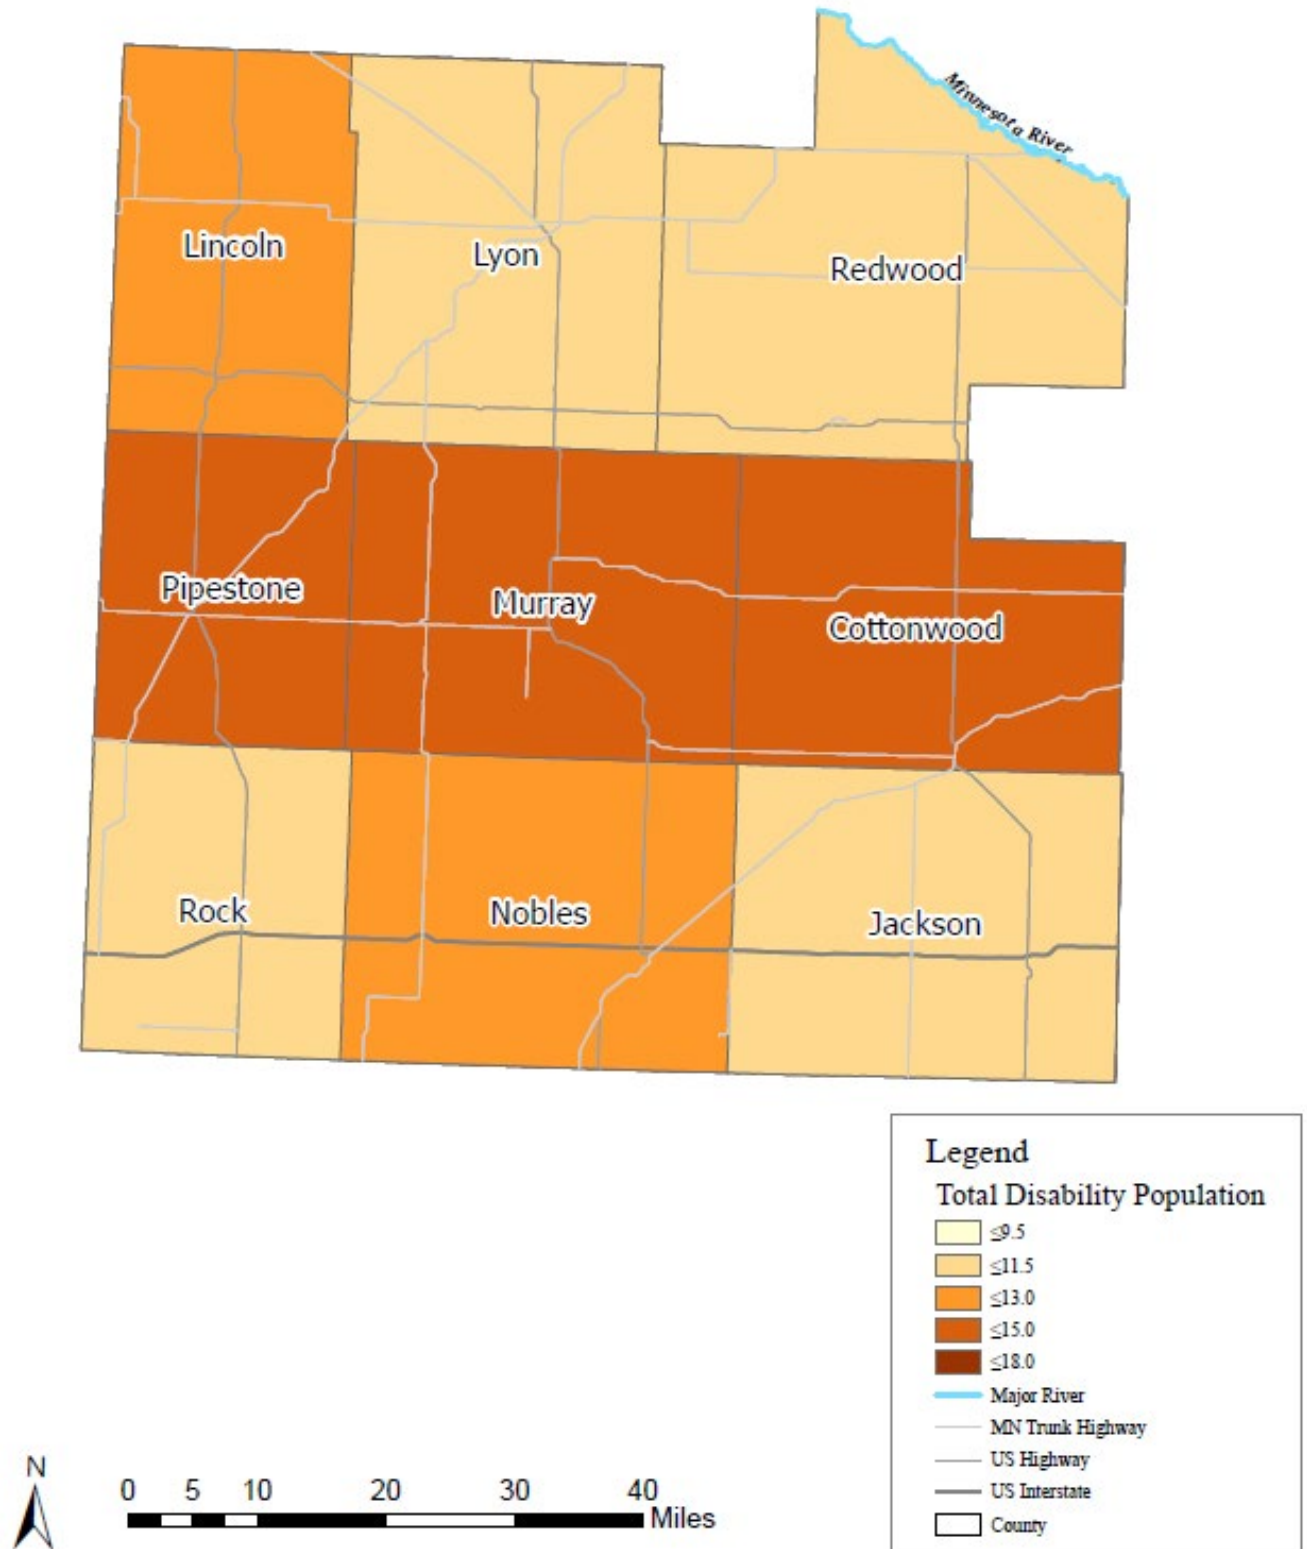 Minnesota River
Lincoln
Lyon
Redwood
Pipestone
Murray
Cottonwood
Rock
Nobles
Jackson
Legend
Total Disability Population
≤9.5
≤11.5
≤13.0
≤15.0
≤18.0
Major River
MN Trunk Highway
US Highway
US Interstate
County
N
0 5 10 20 30 40
Miles